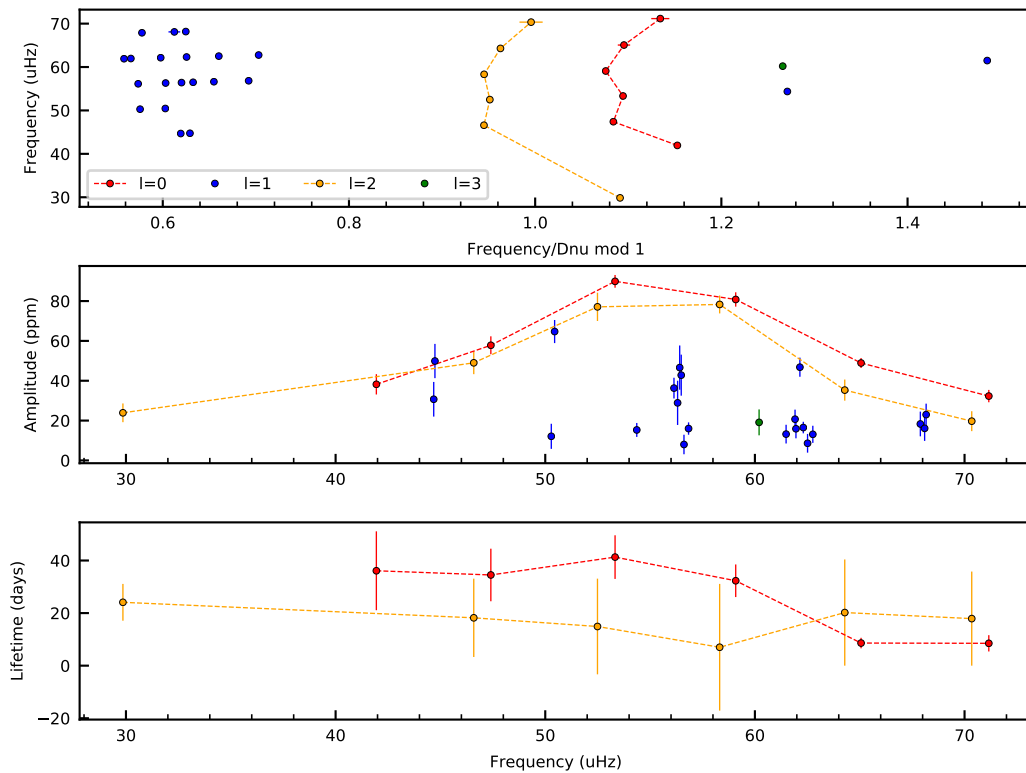 70
60
50
40
30
Frequency (uHz)
l=0 l=1 l=2 l=3
0.6 0.8 1.0 1.2 1.4
Frequency/Dnu mod 1
80
60
40
20
0
Amplitude (ppm)
30 40 50 60 70
40
20
0
−20
Lifetime (days)
30 40 50 60 70
Frequency (uHz)